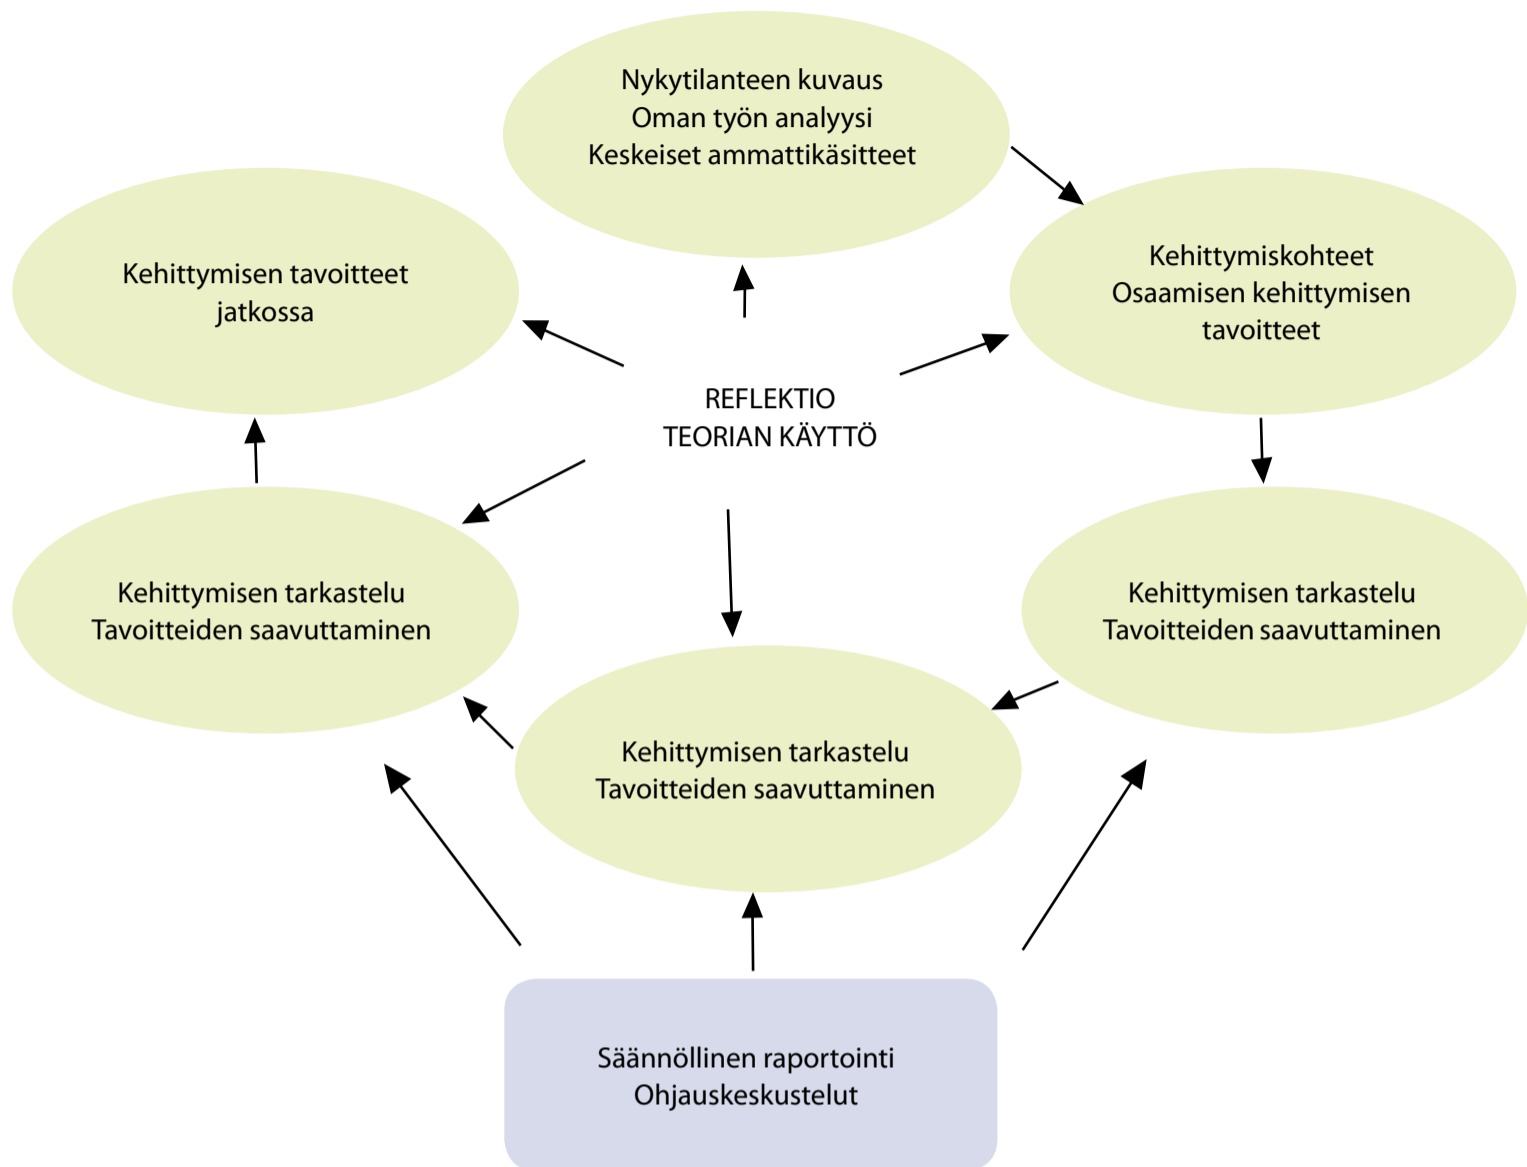 Nykytilanteen kuvaus
Oman työn analyysi
Keskeiset ammattikäsitteet
Kehittymisen tavoitteet
jatkossa
Kehittymiskohteet
Osaamisen kehittymisen
tavoitteet
REFLEKTIO
TEORIAN KÄYTTÖ
Kehittymisen tarkastelu
Tavoitteiden saavuttaminen
Kehittymisen tarkastelu
Tavoitteiden saavuttaminen
Kehittymisen tarkastelu
Tavoitteiden saavuttaminen
Säännöllinen raportointi
Ohjauskeskustelut